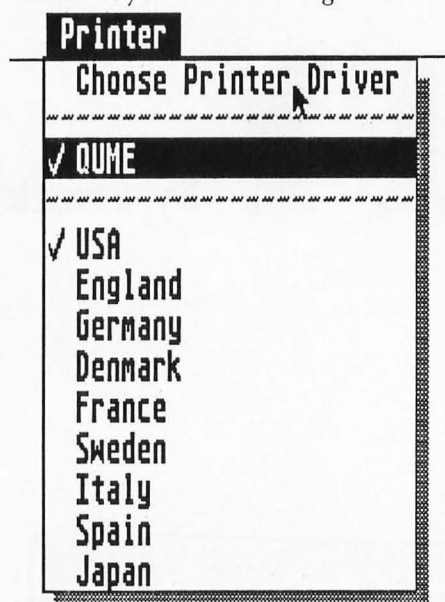 Printer
Choose Printer Driver
✓ QUME
✓ USA
England
Germany
Denmark
France
Sweden
Italy
Spain
Japan